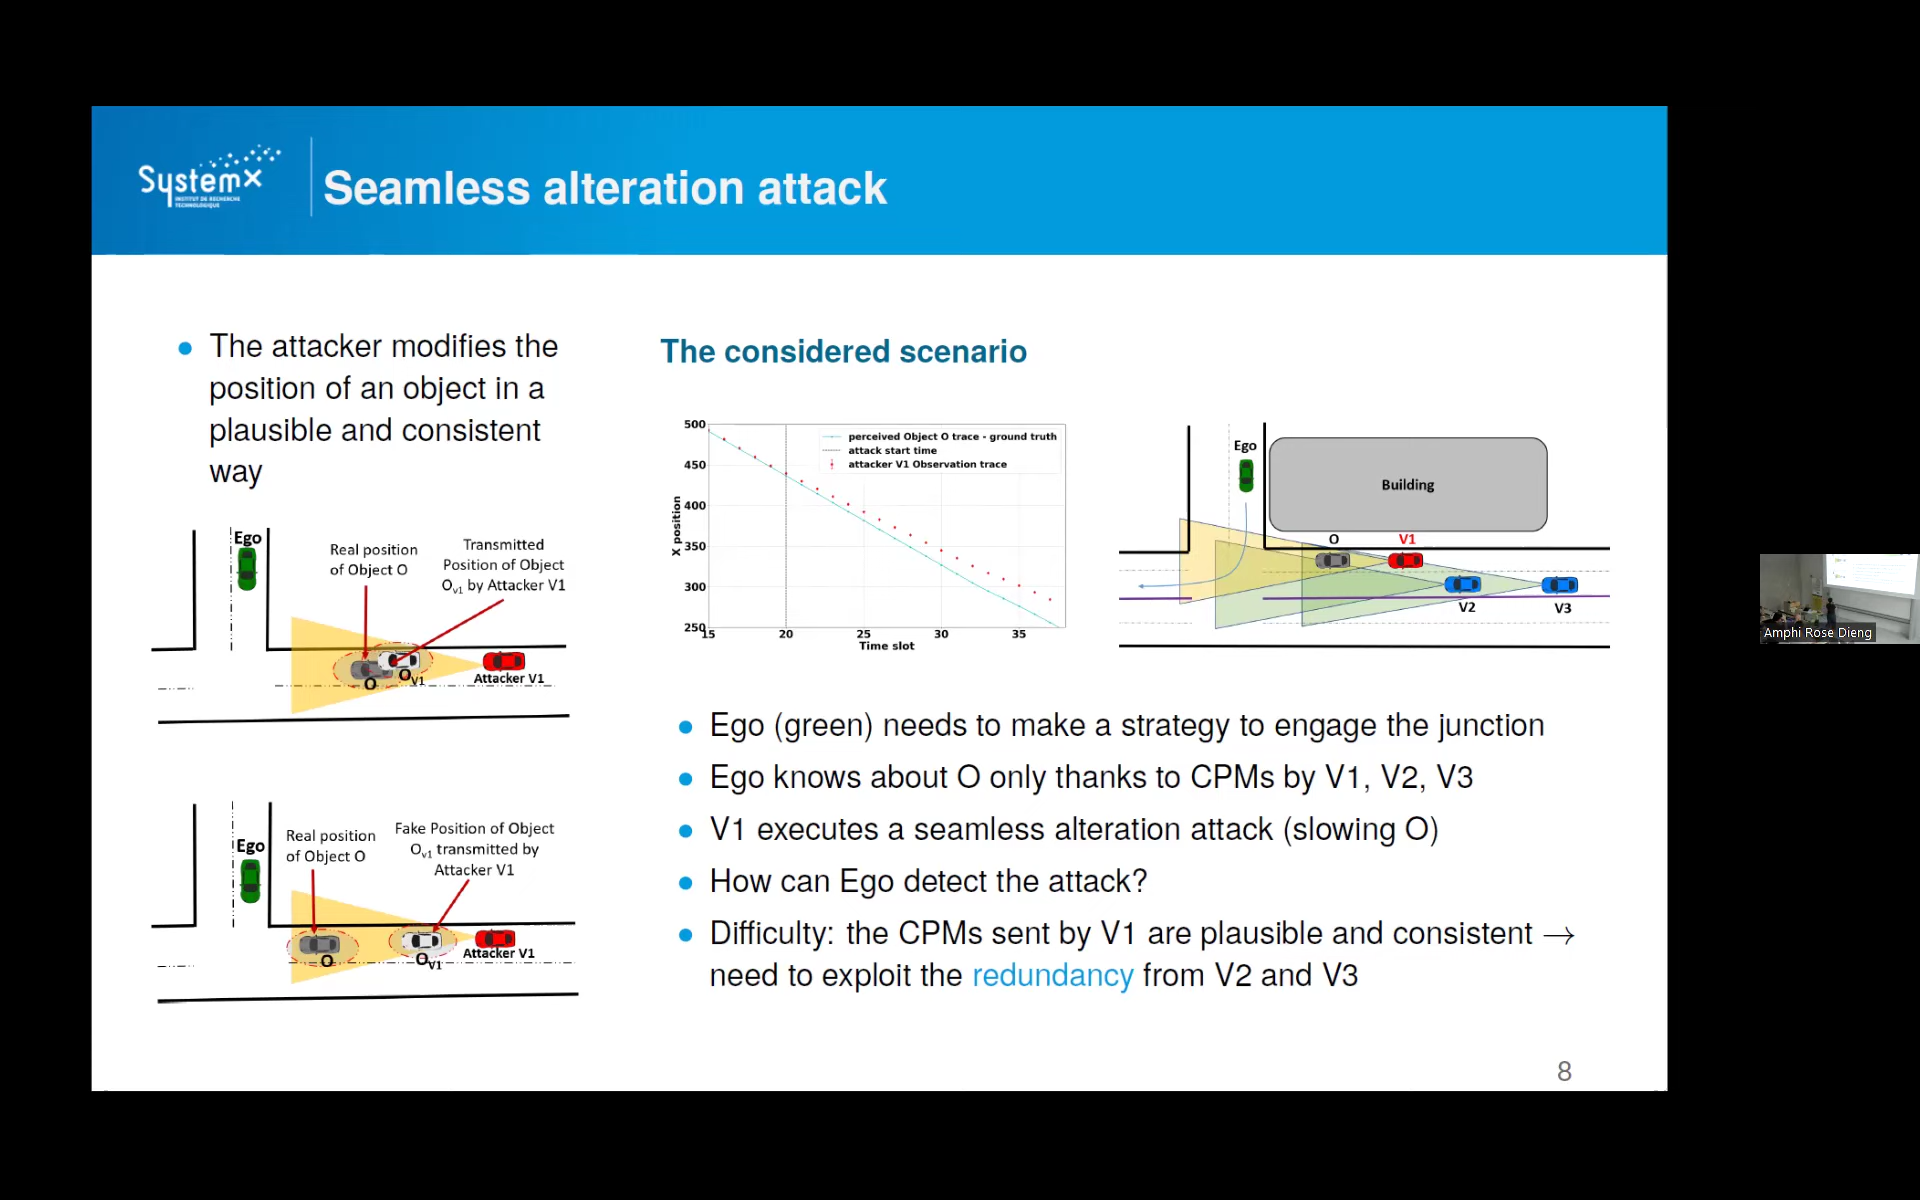 SystemX
INSTITUT DE RECHERCHE
TECHNOLOGIQUE
Seamless alteration attack
The attacker modifies the
position of an object in a
plausible and consistent
way
Ego
Real position
of Object O
Transmitted
Position of Object
Ov1 by Attacker V1
O
OV1
Attacker V1
Ego
Real position
of Object O
Fake Position of Object
Ov1 transmitted by
Attacker V1
O
OV1
Attacker V1
The considered scenario
500
450
400
350
300
250
X position
perceived Object O trace - ground truth
attack start time
attacker V1 Observation trace
15
20
25
30
35
Time slot
Ego
Building
O
V1
V2
V3
Ego (green) needs to make a strategy to engage the junction
Ego knows about O only thanks to CPMs by V1, V2, V3
V1 executes a seamless alteration attack (slowing O)
How can Ego detect the attack?
Difficulty: the CPMs sent by V1 are plausible and consistent →
need to exploit the redundancy from V2 and V3
8
Amphi Rose Dieng